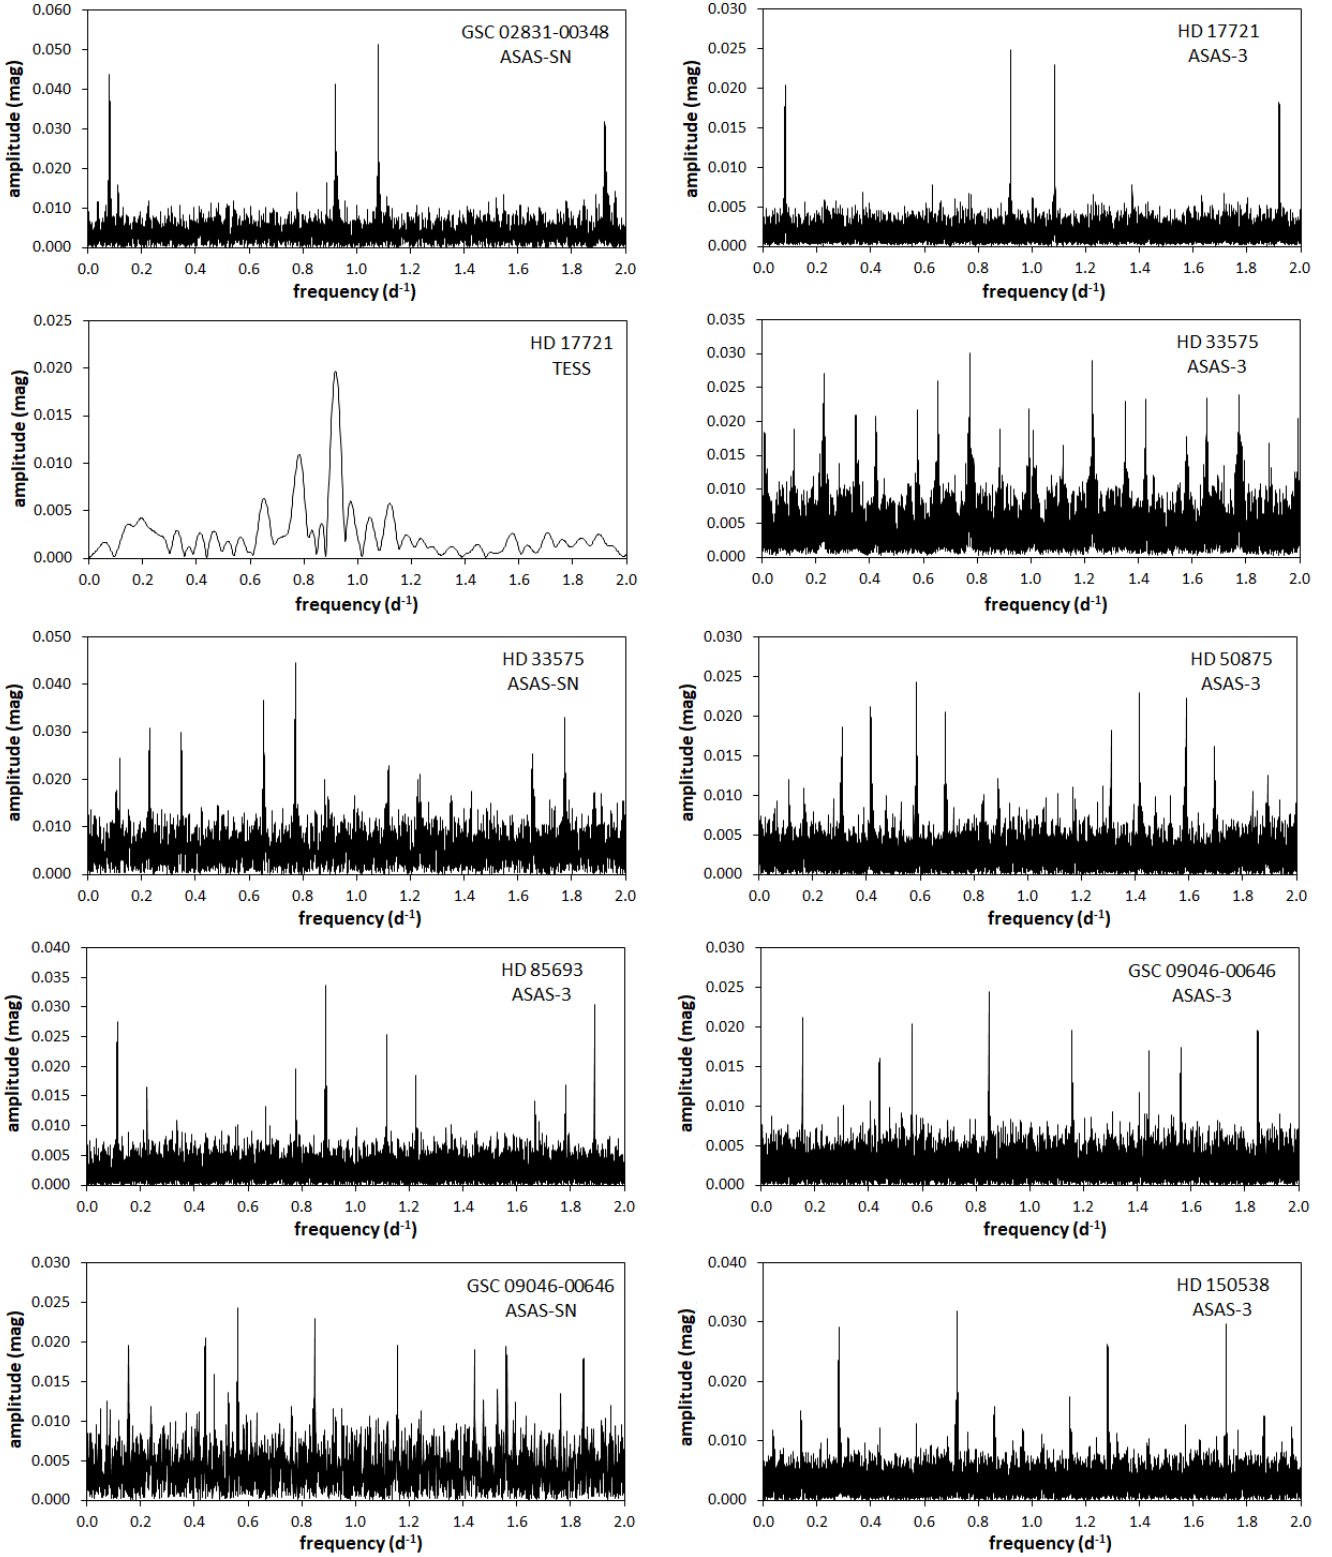 GSC 02831-00348
ASAS-SN
amplitude (mag)
0.060
0.050
0.040
0.030
0.020
0.010
0.000
0.0 0.2 0.4 0.6 0.8 1.0 1.2 1.4 1.6 1.8 2.0
frequency (d-1)
HD 17721
ASAS-3
amplitude (mag)
0.030
0.025
0.020
0.015
0.010
0.005
0.000
0.0 0.2 0.4 0.6 0.8 1.0 1.2 1.4 1.6 1.8 2.0
frequency (d-1)
HD 17721
TESS
amplitude (mag)
0.025
0.020
0.015
0.010
0.005
0.000
0.0 0.2 0.4 0.6 0.8 1.0 1.2 1.4 1.6 1.8 2.0
frequency (d-1)
HD 33575
ASAS-3
amplitude (mag)
0.035
0.030
0.025
0.020
0.015
0.010
0.005
0.000
0.0 0.2 0.4 0.6 0.8 1.0 1.2 1.4 1.6 1.8 2.0
frequency (d-1)
HD 33575
ASAS-SN
amplitude (mag)
0.050
0.040
0.030
0.020
0.010
0.000
0.0 0.2 0.4 0.6 0.8 1.0 1.2 1.4 1.6 1.8 2.0
frequency (d-1)
HD 50875
ASAS-3
amplitude (mag)
0.030
0.025
0.020
0.015
0.010
0.005
0.000
0.0 0.2 0.4 0.6 0.8 1.0 1.2 1.4 1.6 1.8 2.0
frequency (d-1)
HD 85693
ASAS-3
amplitude (mag)
0.040
0.035
0.030
0.025
0.020
0.015
0.010
0.005
0.000
0.0 0.2 0.4 0.6 0.8 1.0 1.2 1.4 1.6 1.8 2.0
frequency (d-1)
GSC 09046-00646
ASAS-3
amplitude (mag)
0.030
0.025
0.020
0.015
0.010
0.005
0.000
0.0 0.2 0.4 0.6 0.8 1.0 1.2 1.4 1.6 1.8 2.0
frequency (d-1)
GSC 09046-00646
ASAS-SN
amplitude (mag)
0.030
0.025
0.020
0.015
0.010
0.005
0.000
0.0 0.2 0.4 0.6 0.8 1.0 1.2 1.4 1.6 1.8 2.0
frequency (d-1)
HD 150538
ASAS-3
amplitude (mag)
0.040
0.030
0.020
0.010
0.000
0.0 0.2 0.4 0.6 0.8 1.0 1.2 1.4 1.6 1.8 2.0
frequency (d-1)